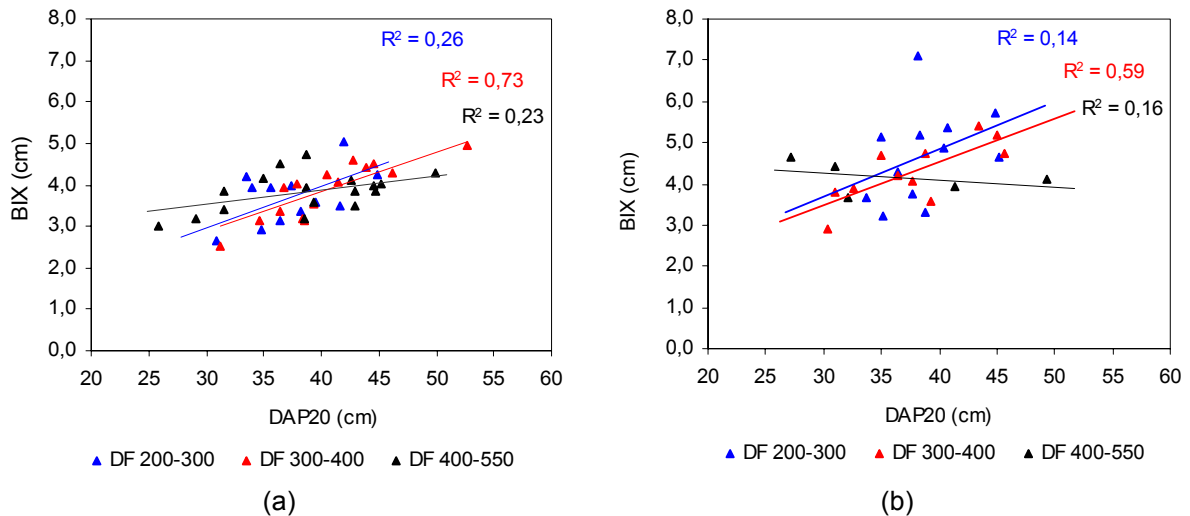 8,0
7,0
6,0
5,0
4,0
3,0
2,0
1,0
0,0
BIX (cm)
R² = 0,26
R² = 0,73
R² = 0,23
20 25 30 35 40 45 50 55 60
DAP20 (cm)
DF 200-300 DF 300-400 DF 400-550
(a)
8,0
7,0
6,0
5,0
4,0
3,0
2,0
1,0
0,0
BIX (cm)
R² = 0,14
R² = 0,59
R² = 0,16
20 25 30 35 40 45 50 55 60
DAP20 (cm)
DF 200-300 DF 300-400 DF 400-550
(b)